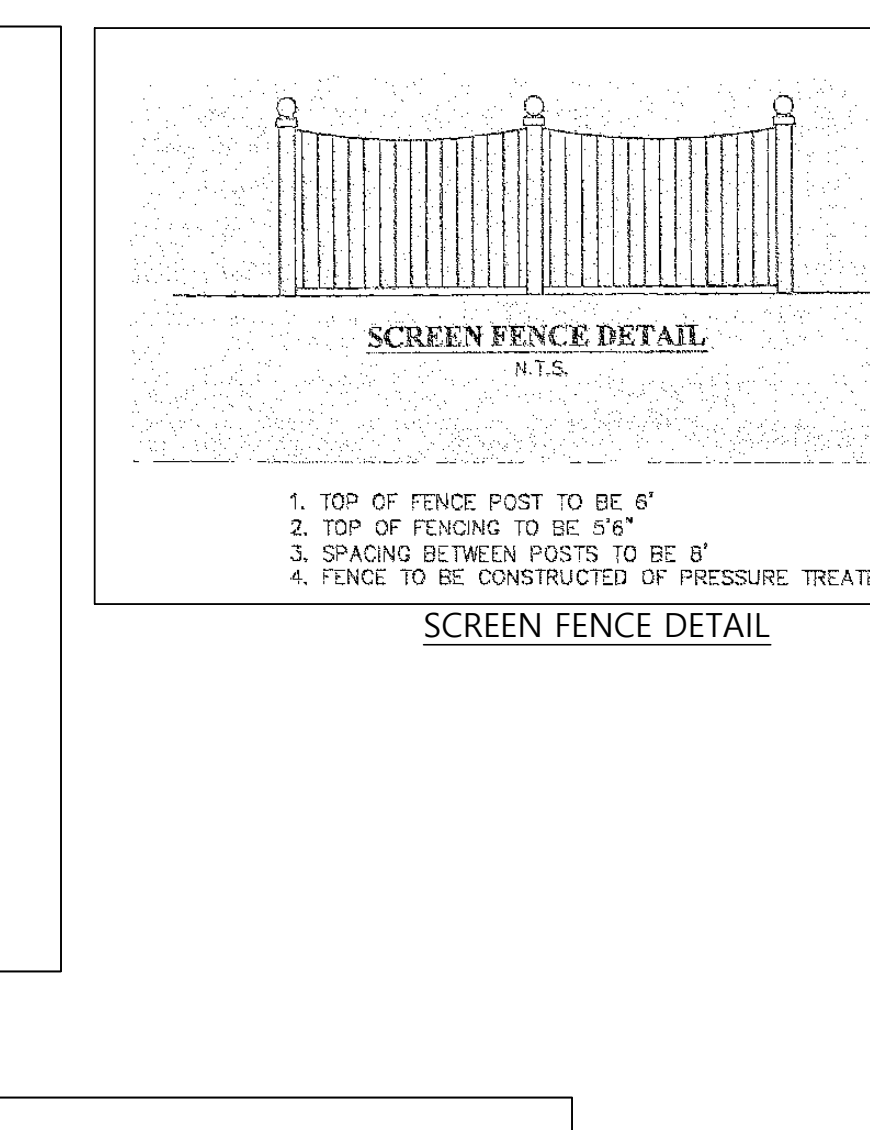 SCREEN FENCE DETAIL
N.T.S.
1. TOP OF FENCE POST TO BE 6'
2. TOP OF FENCING TO BE 5'6"
3. SPACING BETWEEN POSTS TO BE 8'
4. FENCE TO BE CONSTRUCTED OF PRESSURE TREATE
SCREEN FENCE DETAIL